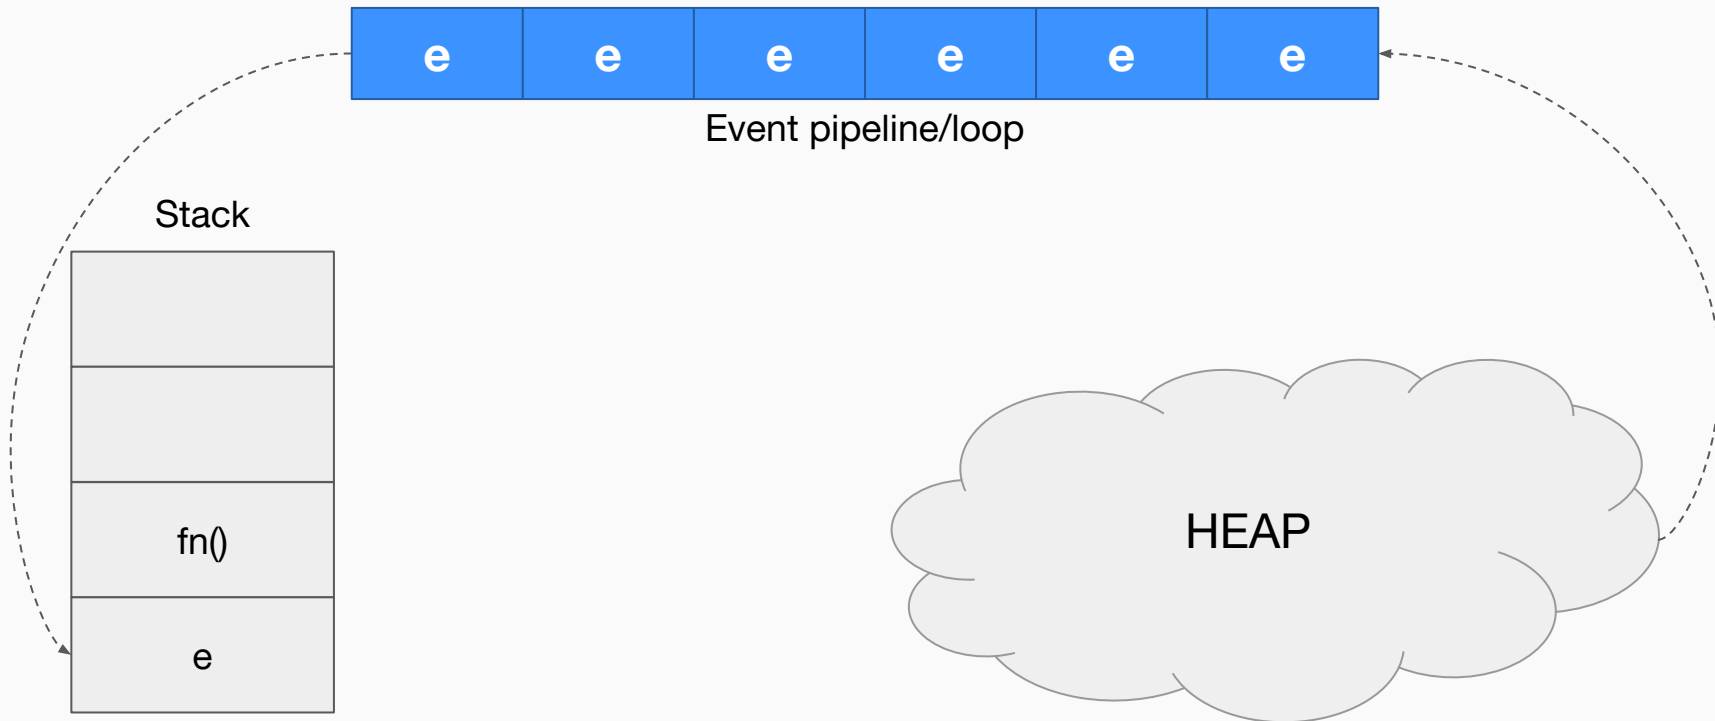 e e e e e e
Event pipeline/loop
Stack
fn()
e
HEAP